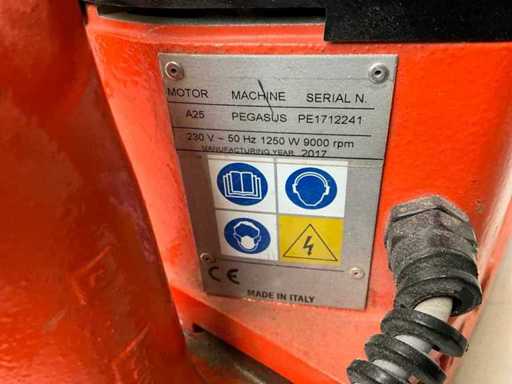 MOTOR MACHINE SERIAL N.
A25 PEGASUS PE1712241
230 V ~ 50 Hz 1250 W 9000 rpm
MANUFACTURING YEAR 2017
CE
MADE IN ITALY